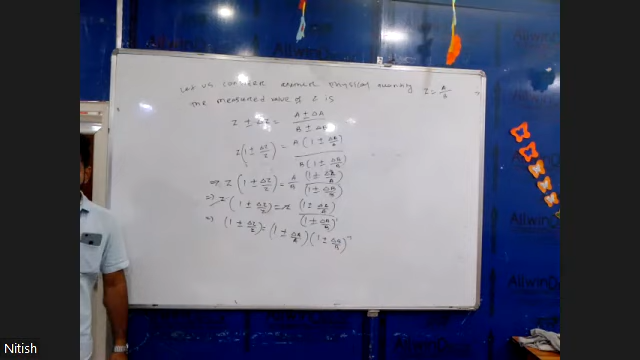 Let us consider another physical quantity Z = A/B
the measured value of Z is
Z ± ΔZ = (A ± ΔA)/(B ± ΔB)
Z(1 ± ΔZ/Z) = A(1 ± ΔA/A)/B(1 ± ΔB/B)
⇒ Z(1 ± ΔZ/Z) = A/B (1 ± ΔA/A)/(1 ± ΔB/B)
⇒ Z(1 ± ΔZ/Z) = Z (1 ± ΔA/A)/(1 ± ΔB/B)
⇒ (1 ± ΔZ/Z) = (1 ± ΔA/A)(1 ± ΔB/B)⁻¹
Nitish